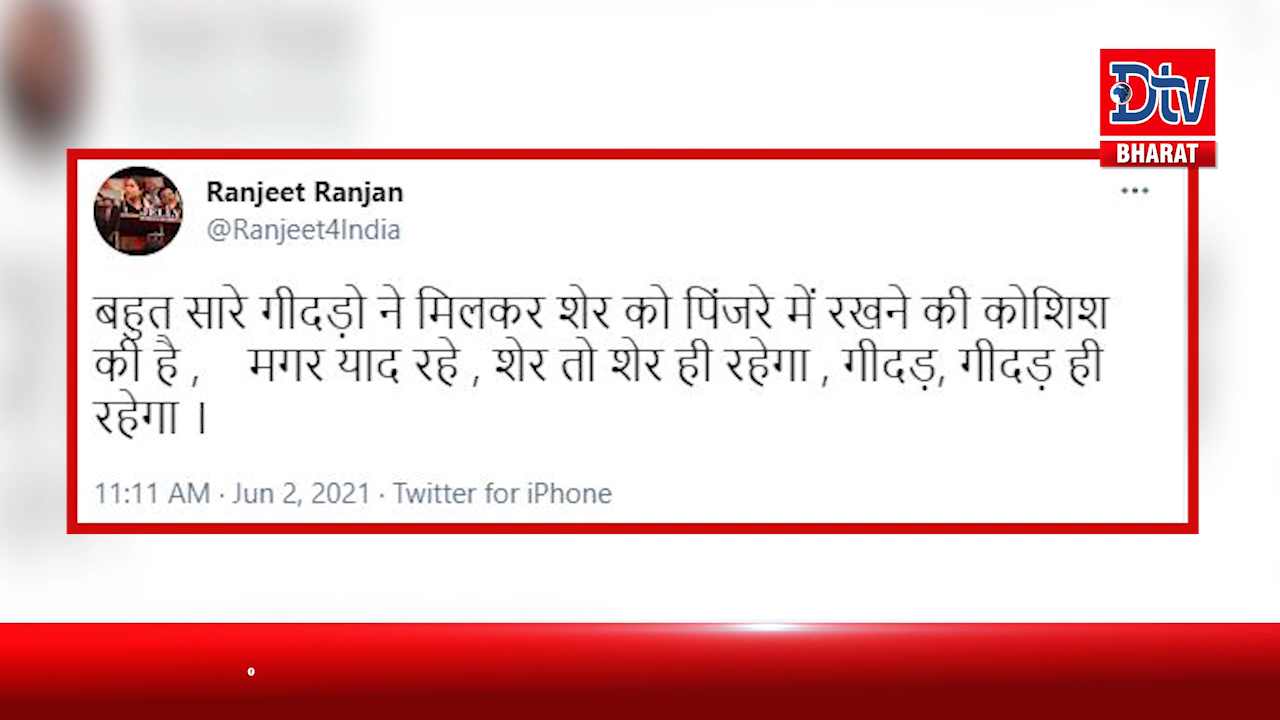 Dtv
BHARAT
Ranjeet Ranjan
@Ranjeet4India
बहुत सारे गीदड़ो ने मिलकर शेर को पिंजरे में रखने की कोशिश
की है , मगर याद रहे , शेर तो शेर ही रहेगा , गीदड़, गीदड़ ही
रहेगा ।
11:11 AM · Jun 2, 2021 · Twitter for iPhone